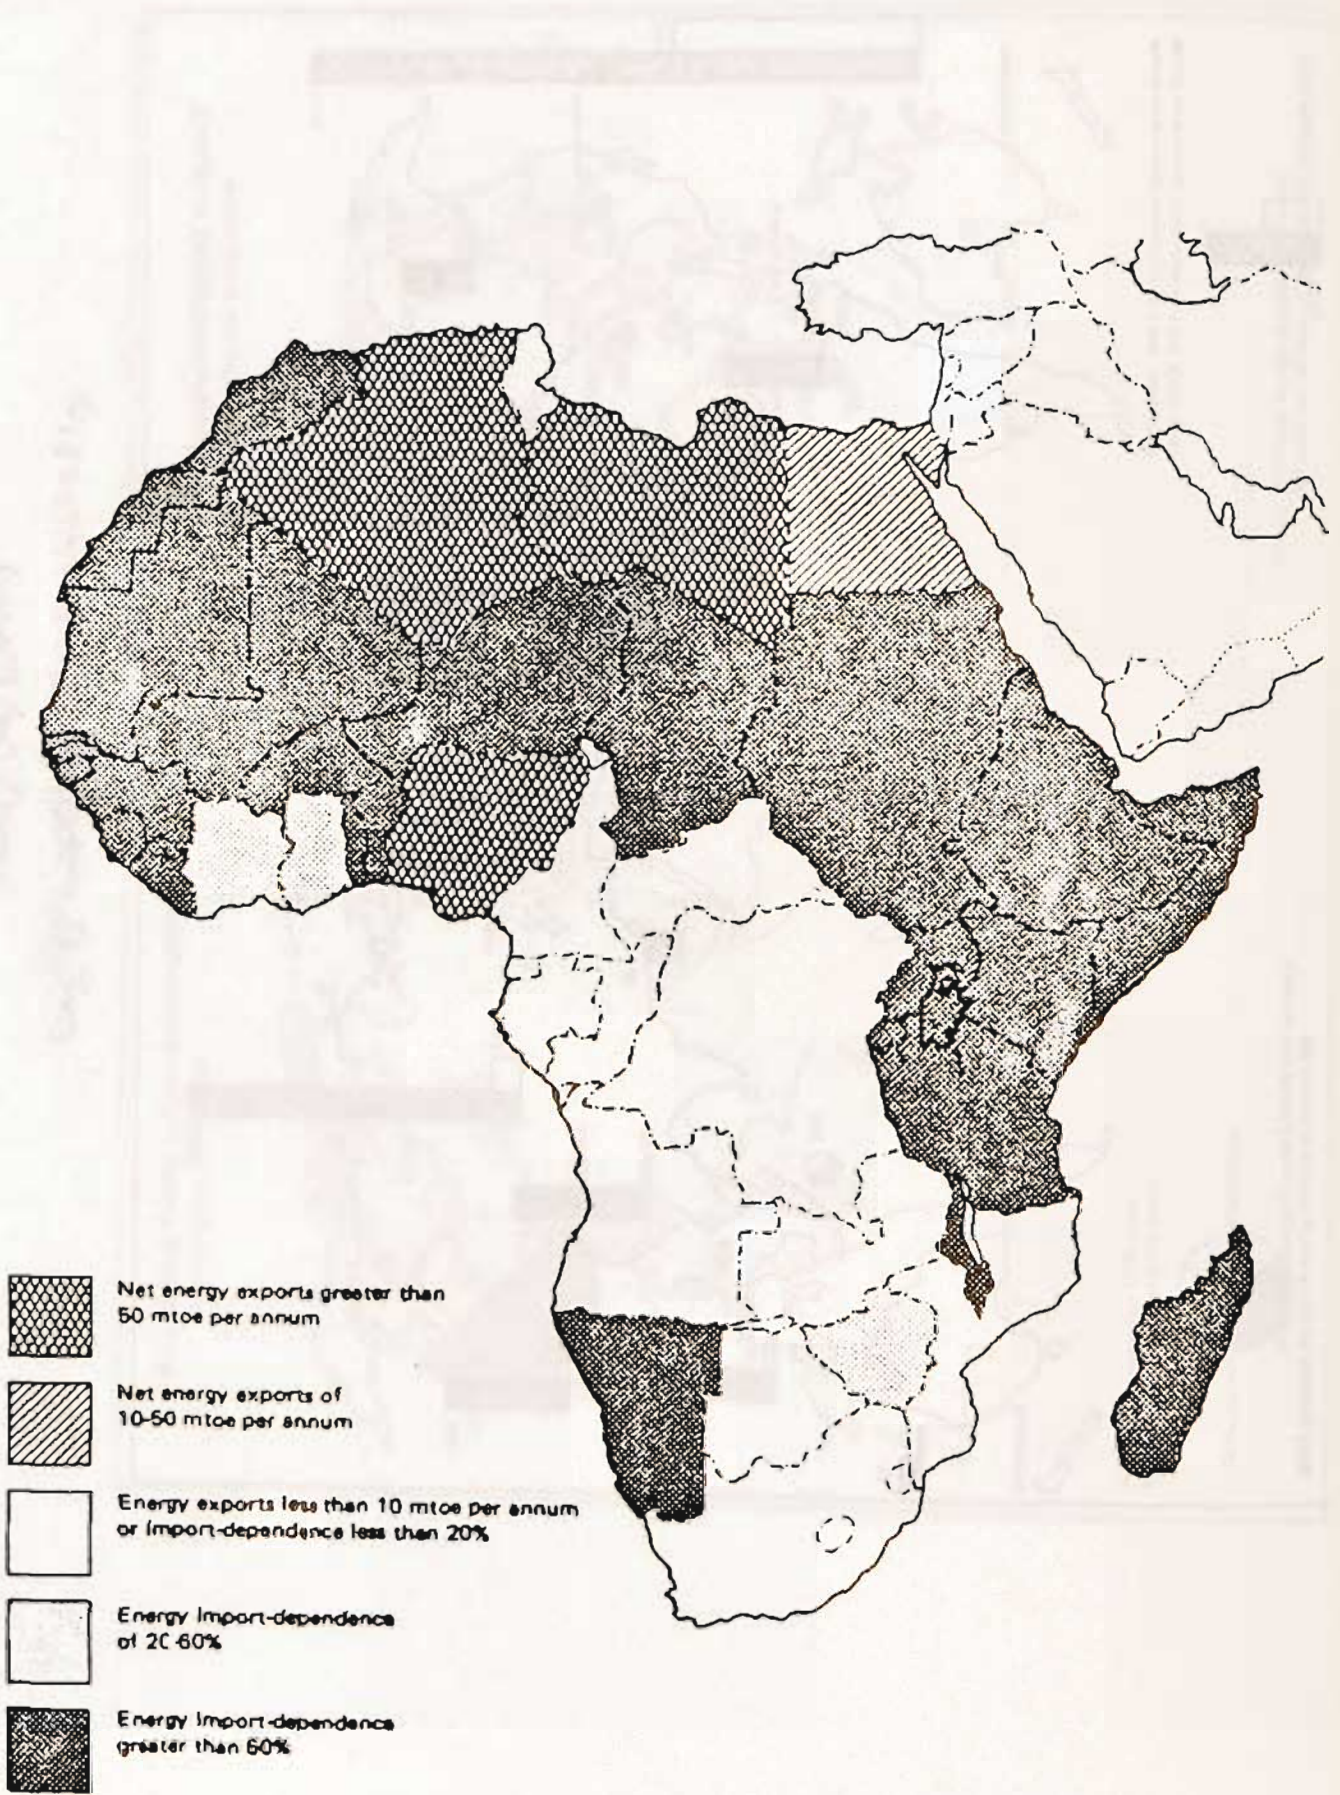 Net energy exports greater than
50 mtoe per annum
Net energy exports of
10-50 mtoe per annum
Energy exports less than 10 mtoe per annum
or Import-dependence less than 20%
Energy Import-dependence
of 20-60%
Energy Import-dependence
greater than 60%